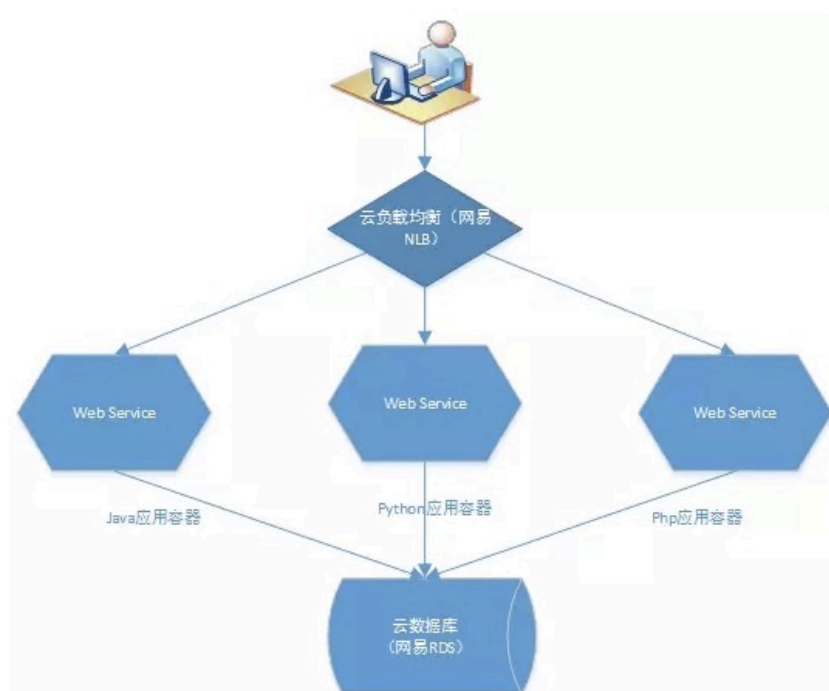 云负载均衡（网易
NLB）
Web Service
Web Service
Web Service
Java应用容器
Python应用容器
Php应用容器
云数据库
（网易RDS）